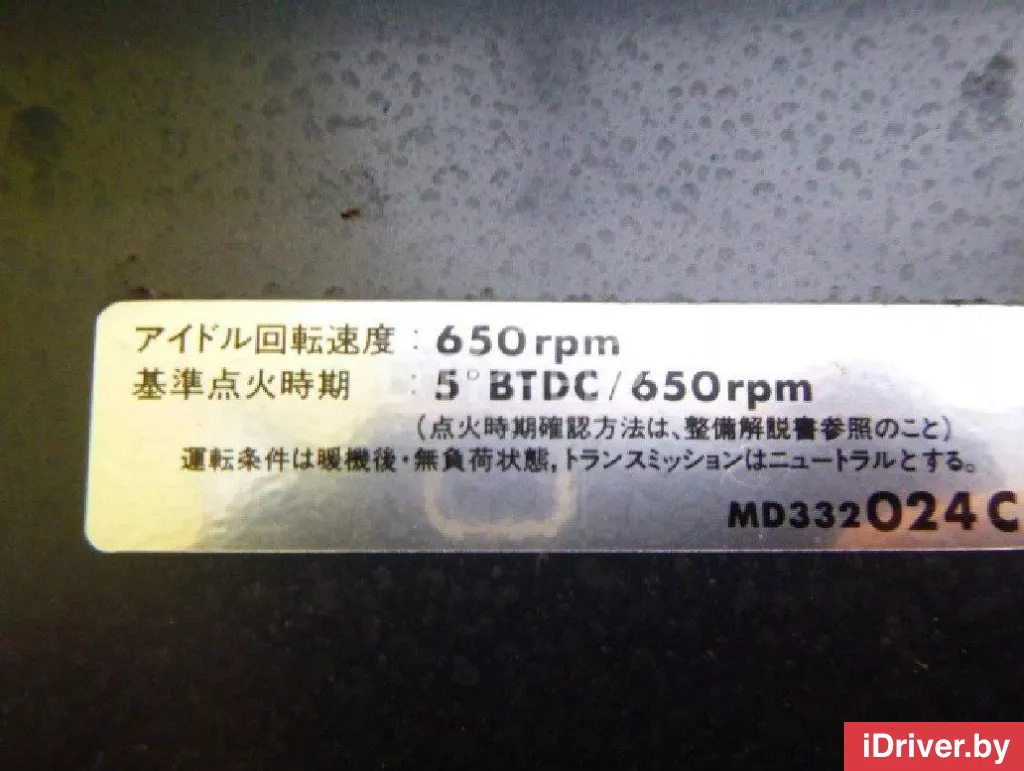 アイドル回転速度：650rpm
基準点火時期：5°BTDC/650rpm
(点火時期確認方法は、整備解説書参照のこと)
運転条件は暖機後・無負荷状態,トランスミッションはニュートラルとする。
MD332024C
iDriver.by